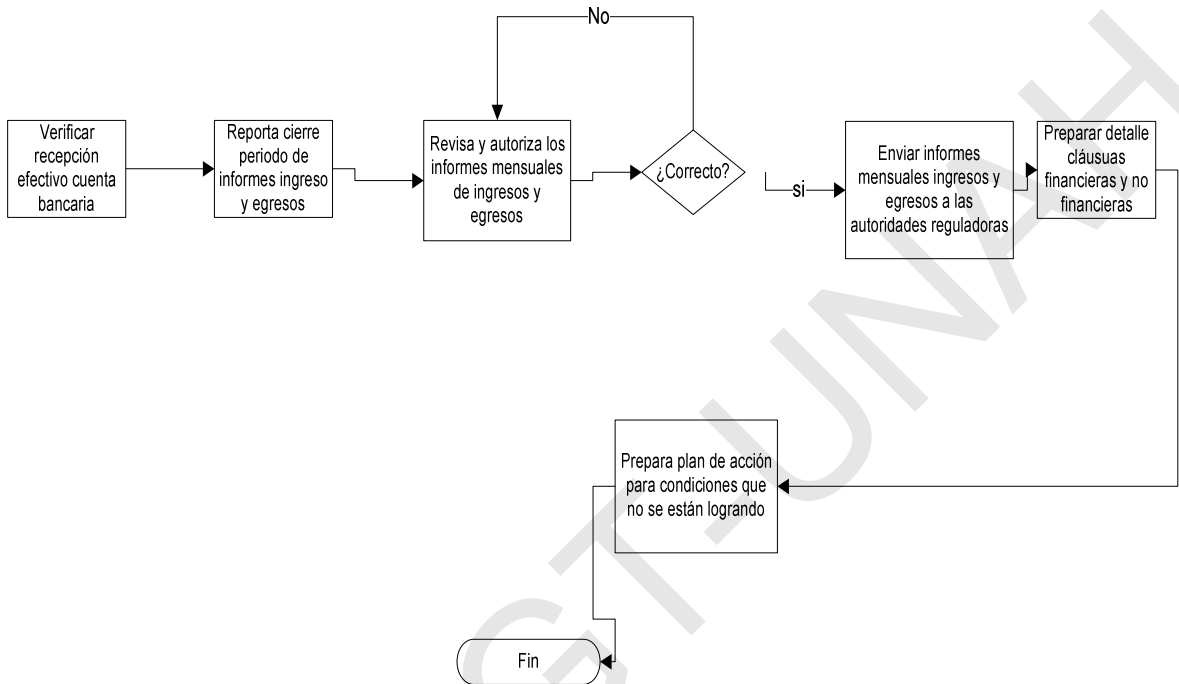 No
Verificar
recepción
efectivo cuenta
bancaria
Reporta cierre
periodo de
informes ingreso
y egresos
Revisa y autoriza los
informes mensuales
de ingresos y
egresos
¿Correcto?
si
Enviar informes
mensuales ingresos y
egresos a las
autoridades reguladoras
Preparar detalle
cláusuas
financieras y no
financieras
Prepara plan de acción
para condiciones que
no se están logrando
Fin
GT-UNAH